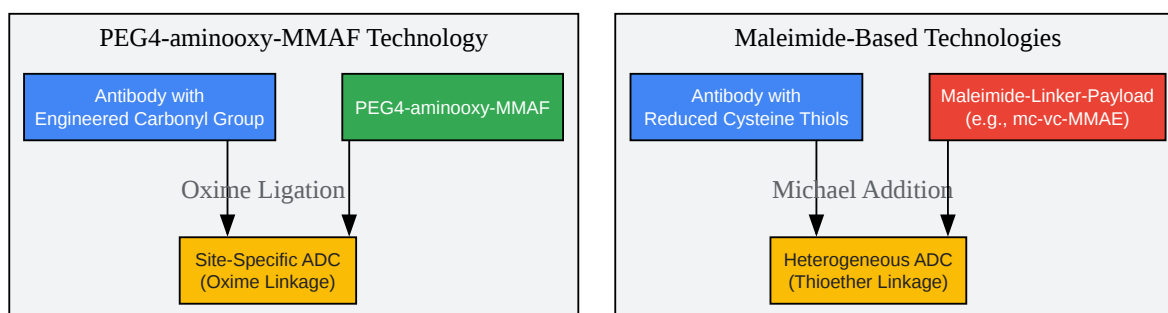 PEG4-aminooxy-MMAF Technology
Antibody with
Engineered Carbonyl Group
PEG4-aminooxy-MMAF
Oxime Ligation
Site-Specific ADC
(Oxime Linkage)
Maleimide-Based Technologies
Antibody with
Reduced Cysteine Thiols
Maleimide-Linker-Payload
(e.g., mc-vc-MMAE)
Michael Addition
Heterogeneous ADC
(Thioether Linkage)